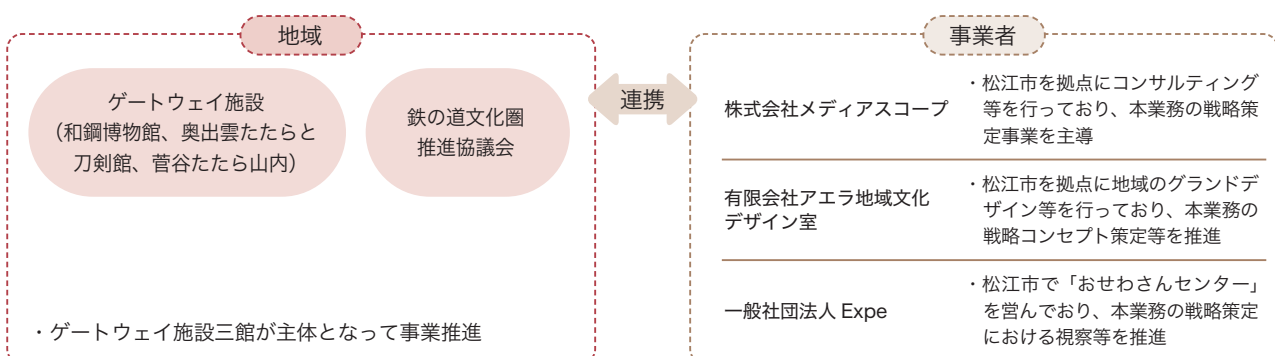 地域
ゲートウェイ施設
（和鋼博物館、奥出雲たたらと
刀剣館、菅谷たたら山内）
鉄の道文化圏
推進協議会
・ゲートウェイ施設三館が主体となって事業推進
連携
事業者
株式会社メディアスコープ
・松江市を拠点にコンサルティング
等を行っており、本業務の戦略策
定事業を主導
有限会社アエラ地域文化
デザイン室
・松江市を拠点に地域のグランドデ
ザイン等を行っており、本業務の
戦略コンセプト策定等を推進
一般社団法人 Expe
・松江市で「おせわさんセンター」
を営んでおり、本業務の戦略策定
における視察等を推進